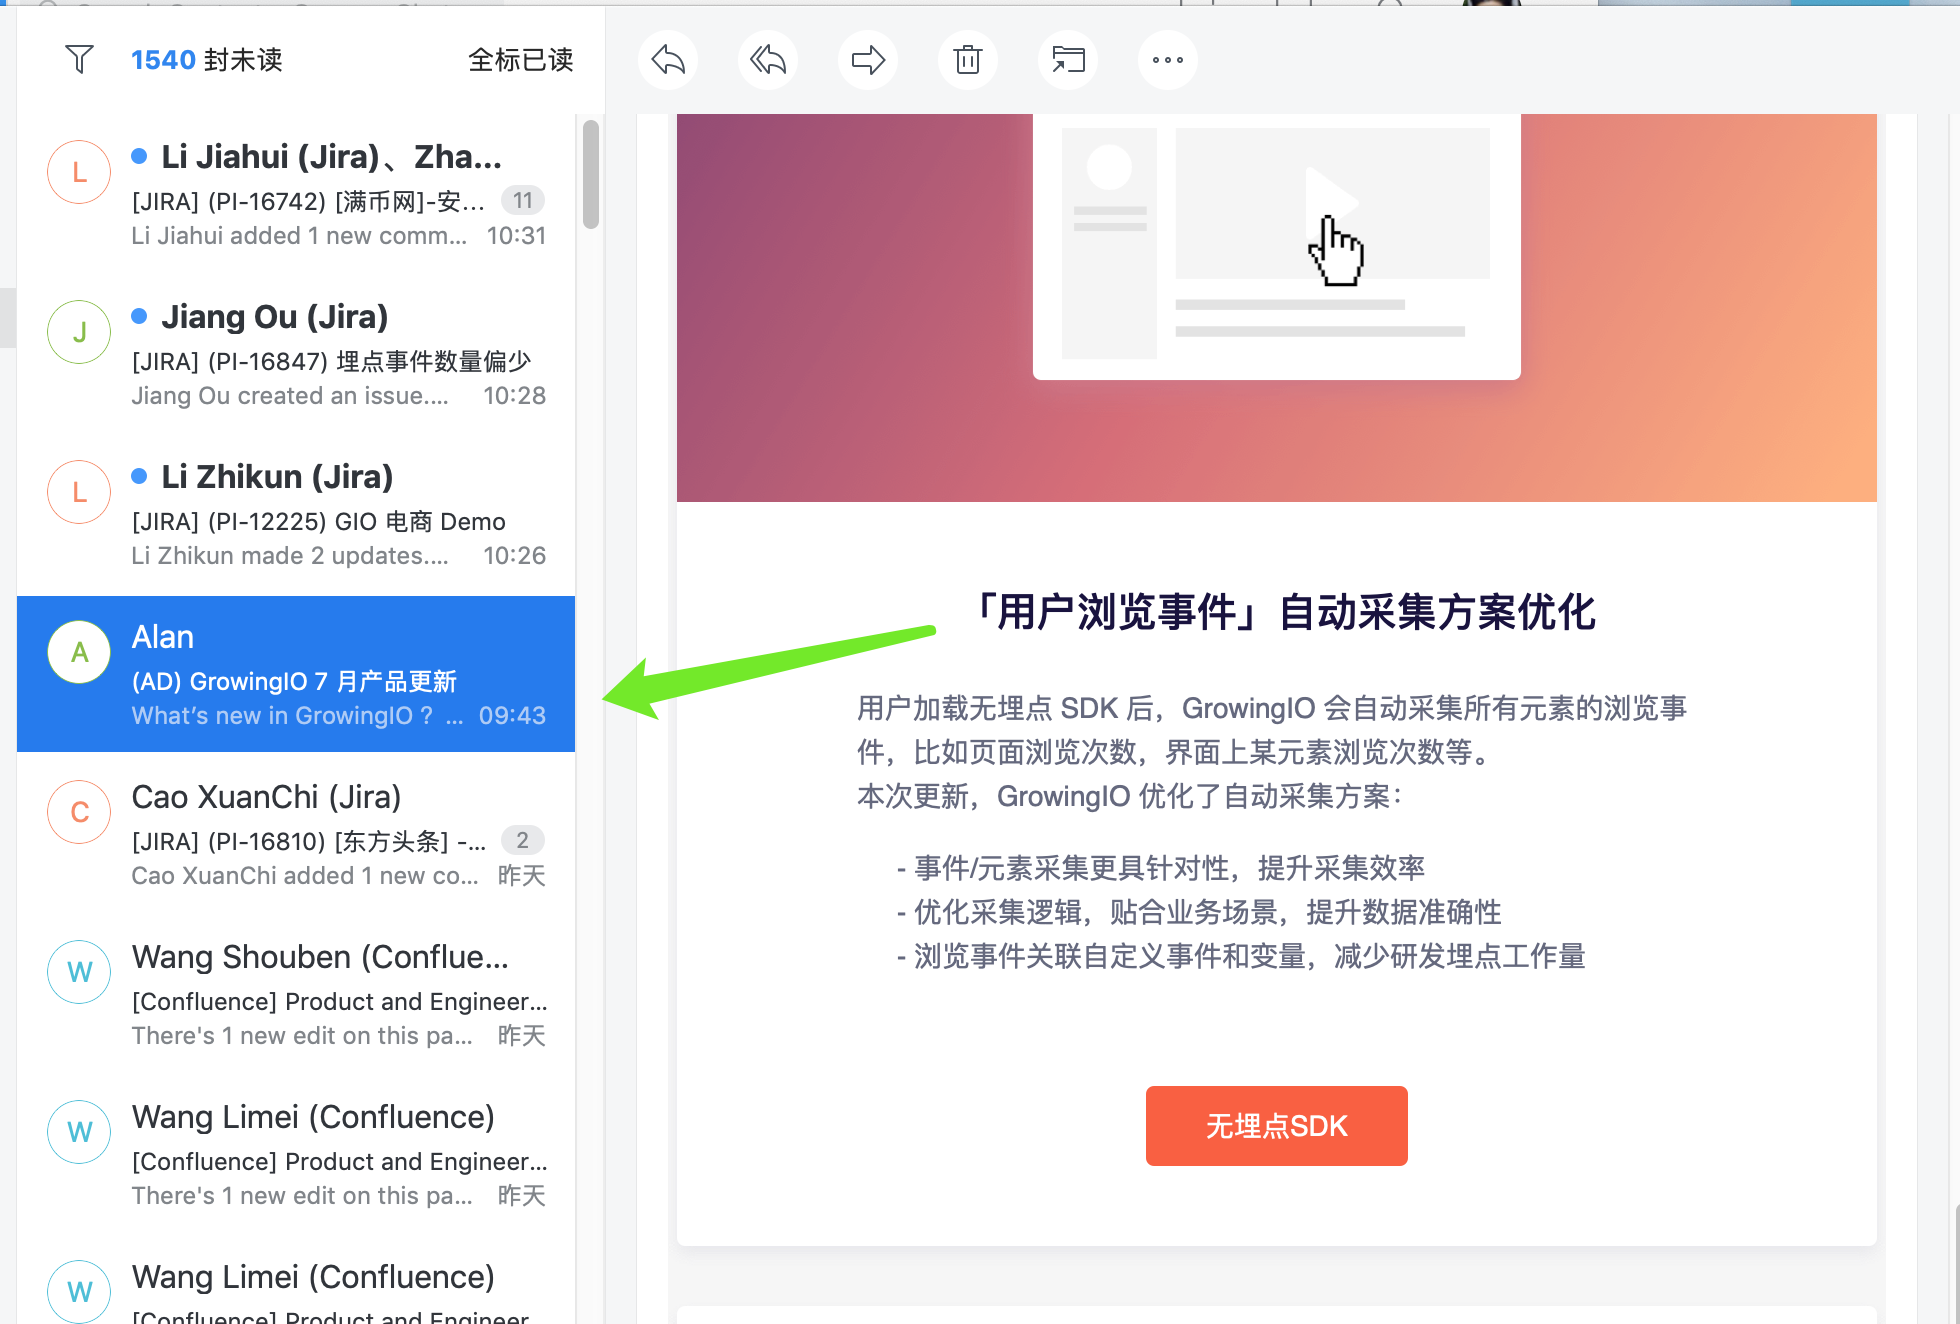 1540 封未读
全标已读
L
Li Jiahui (Jira)、Zha...
[JIRA] (PI-16742) [满币网]-安...
11
Li Jiahui added 1 new comm...
10:31
J
Jiang Ou (Jira)
[JIRA] (PI-16847) 埋点事件数量偏少
Jiang Ou created an issue....
10:28
L
Li Zhikun (Jira)
[JIRA] (PI-12225) GIO 电商 Demo
Li Zhikun made 2 updates....
10:26
A
Alan
(AD) GrowingIO 7 月产品更新
What's new in GrowingIO ? ...
09:43
C
Cao XuanChi (Jira)
[JIRA] (PI-16810) [东方头条] -...
2
Cao XuanChi added 1 new co...
昨天
W
Wang Shouben (Conflue...
[Confluence] Product and Engineer...
There's 1 new edit on this pa...
昨天
W
Wang Limei (Confluence)
[Confluence] Product and Engineer...
There's 1 new edit on this pa...
昨天
W
Wang Limei (Confluence)
[Confluence] Product and Engineer...
「用户浏览事件」自动采集方案优化
用户加载无埋点 SDK 后，GrowingIO 会自动采集所有元素的浏览事
件，比如页面浏览次数，界面上某元素浏览次数等。
本次更新，GrowingIO 优化了自动采集方案：
- 事件/元素采集更具针对性，提升采集效率
- 优化采集逻辑，贴合业务场景，提升数据准确性
- 浏览事件关联自定义事件和变量，减少研发埋点工作量
无埋点SDK